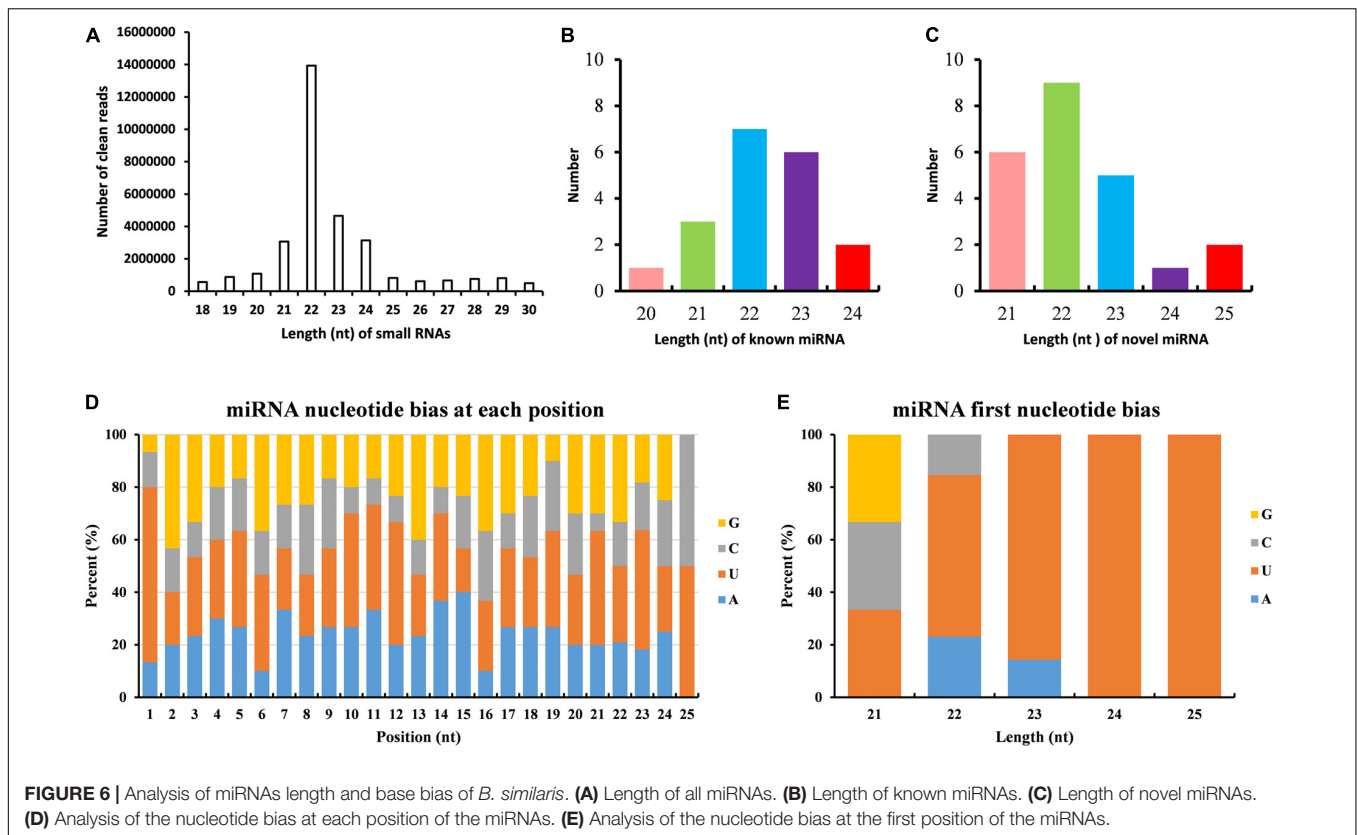 A
Number of clean reads
16000000
14000000
12000000
10000000
8000000
6000000
4000000
2000000
0
18 19 20 21 22 23 24 25 26 27 28 29 30
Length (nt) of small RNAs
B
Number
10
8
6
4
2
0
20 21 22 23 24
Length (nt) of known miRNA
C
Number
10
8
6
4
2
0
21 22 23 24 25
Length (nt ) of novel miRNA
D
miRNA nucleotide bias at each position
Percent (%)
100
80
60
40
20
0
1 2 3 4 5 6 7 8 9 10 11 12 13 14 15 16 17 18 19 20 21 22 23 24 25
Position (nt)
G
C
U
A
E
miRNA first nucleotide bias
Percent (%)
100
80
60
40
20
0
21 22 23 24 25
Length (nt)
G
C
U
A
FIGURE 6 | Analysis of miRNAs length and base bias of B. similaris. (A) Length of all miRNAs. (B) Length of known miRNAs. (C) Length of novel miRNAs.
(D) Analysis of the nucleotide bias at each position of the miRNAs. (E) Analysis of the nucleotide bias at the first position of the miRNAs.